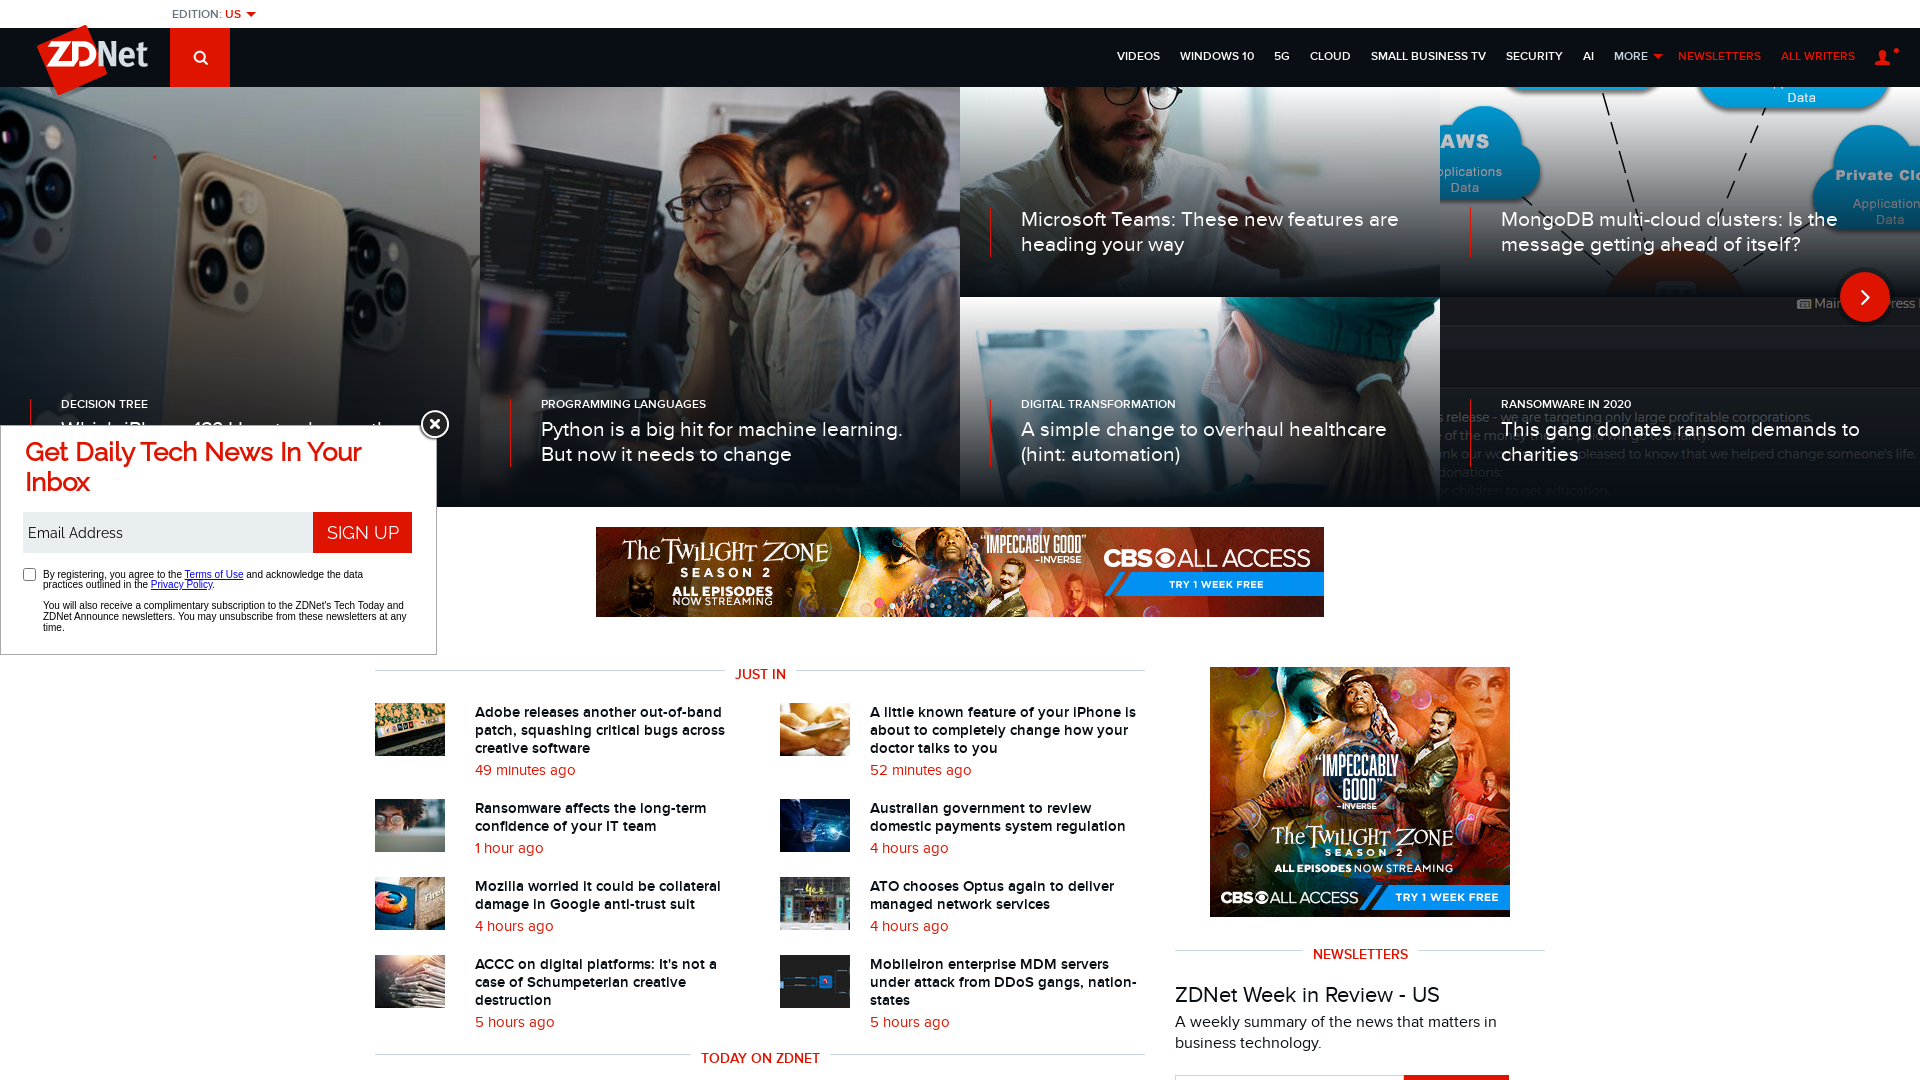 EDITION: US
ZDNet
VIDEOS
WINDOWS 10
5G
CLOUD
SMALL BUSINESS TV
SECURITY
AI
MORE
NEWSLETTERS
ALL WRITERS
Data
AWS
Data
Private
Data
Microsoft Teams: These new features are
heading your way
MongoDB multi-cloud clusters: Is the
message getting ahead of itself?
DECISION TREE
PROGRAMMING LANGUAGES
Python is a big hit for machine learning.
But now it needs to change
DIGITAL TRANSFORMATION
A simple change to overhaul healthcare
(hint: automation)
RANSOMWARE IN 2020
This gang donates ransom demands to
charities
release - we are targeting only large profitable corporations.
Get Daily Tech News In Your
Inbox
Email Address
SIGN UP
By registering, you agree to the Terms of Use and acknowledge the data
practices outlined in the Privacy Policy.
You will also receive a complimentary subscription to the ZDNet's Tech Today and
ZDNet Announce newsletters. You may unsubscribe from these newsletters at any
time.
The Twilight Zone
SEASON 2
ALL EPISODES
NOW STREAMING
"IMPECCABLY GOOD"
–INVERSE
CBS ALL ACCESS
TRY 1 WEEK FREE
JUST IN
Adobe releases another out-of-band
patch, squashing critical bugs across
creative software
49 minutes ago
A little known feature of your iPhone is
about to completely change how your
doctor talks to you
52 minutes ago
Ransomware affects the long-term
confidence of your IT team
1 hour ago
Australian government to review
domestic payments system regulation
4 hours ago
Mozilla worried it could be collateral
damage in Google anti-trust suit
4 hours ago
ATO chooses Optus again to deliver
managed network services
4 hours ago
ACCC on digital platforms: It's not a
case of Schumpeterian creative
destruction
5 hours ago
MobileIron enterprise MDM servers
under attack from DDoS gangs, nation-
states
5 hours ago
TODAY ON ZDNET
"IMPECCABLY
GOOD"
–INVERSE
The Twilight Zone
SEASON 2
ALL EPISODES NOW STREAMING
CBS ALL ACCESS
TRY 1 WEEK FREE
NEWSLETTERS
ZDNet Week in Review - US
A weekly summary of the news that matters in
business technology.